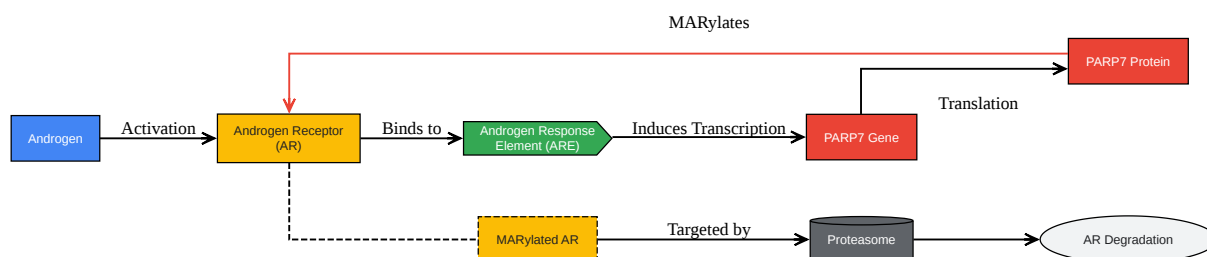 MARylates
PARP7 Protein
Translation
Androgen
Activation
Androgen Receptor
(AR)
Binds to
Androgen Response
Element (ARE)
Induces Transcription
PARP7 Gene
MARylated AR
Targeted by
Proteasome
AR Degradation